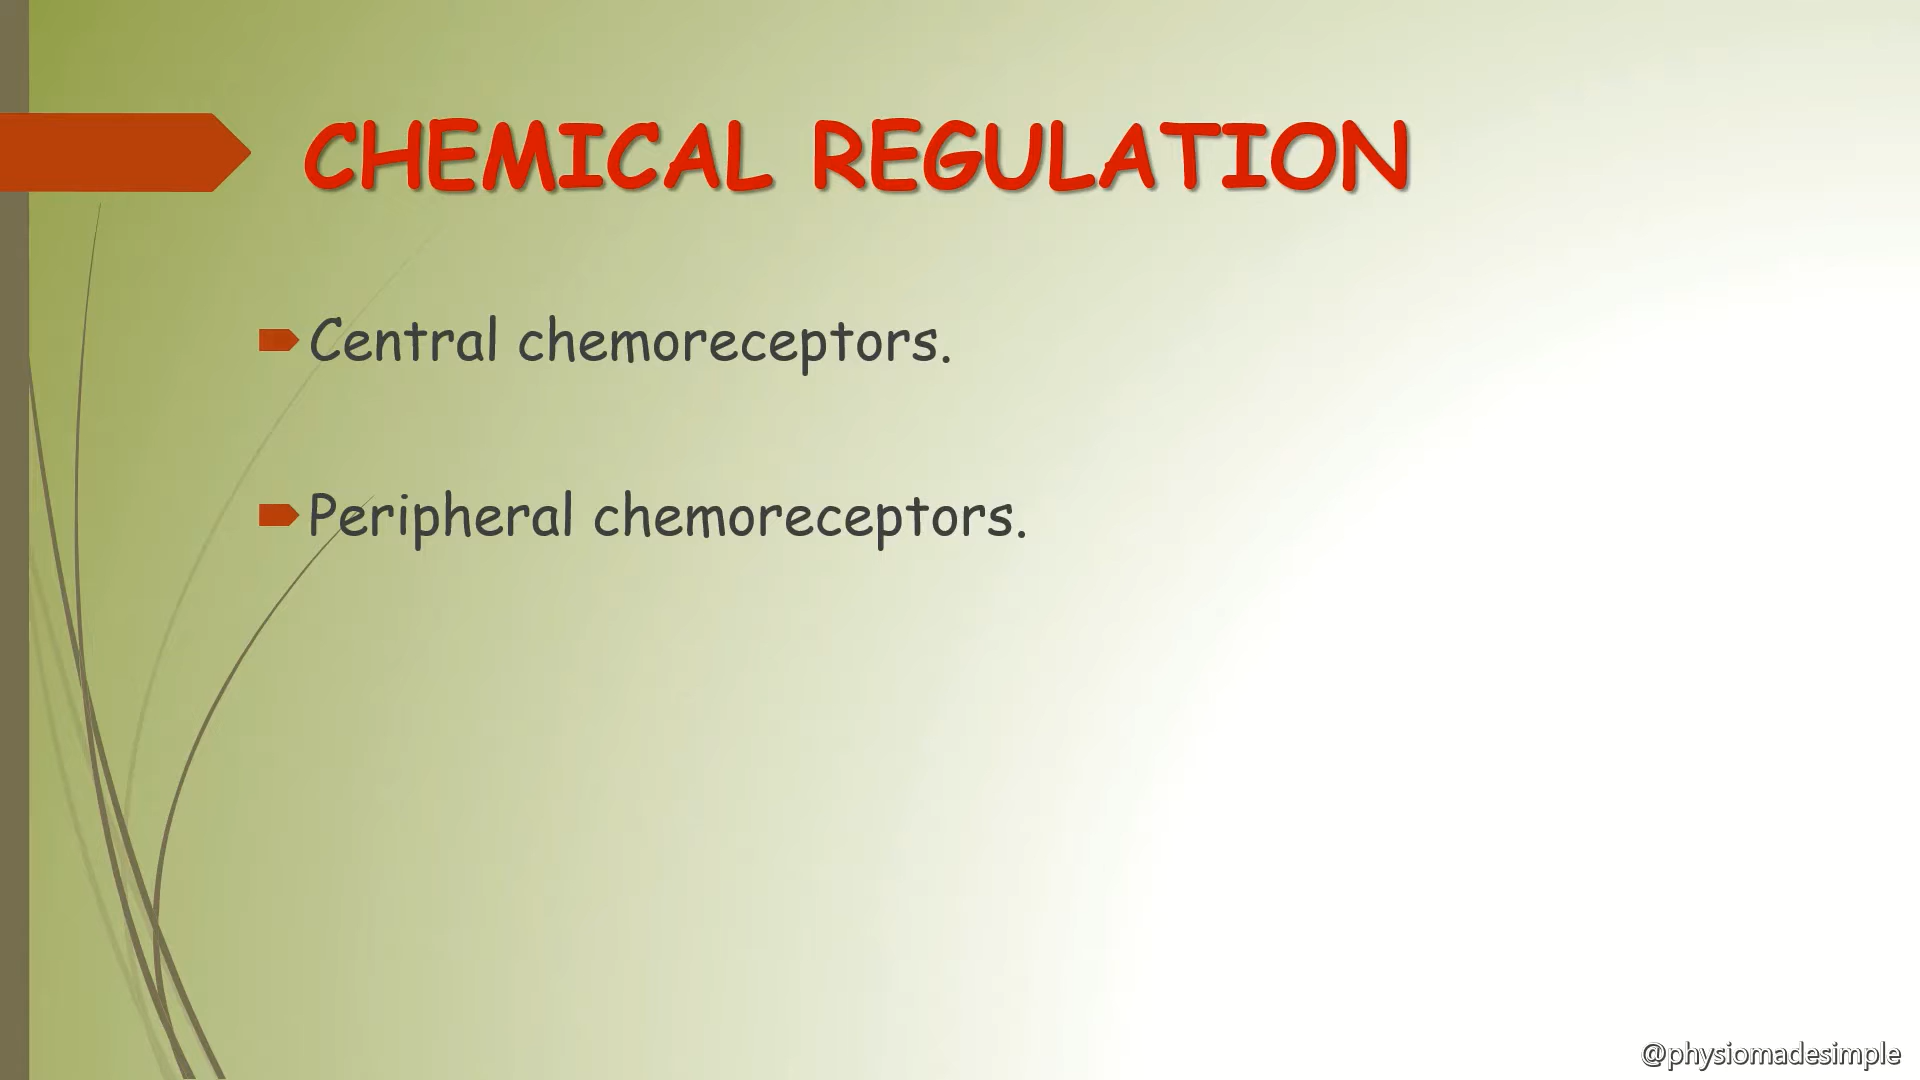 CHEMICAL REGULATION
Central chemoreceptors.
Peripheral chemoreceptors.
@physiomadesimple